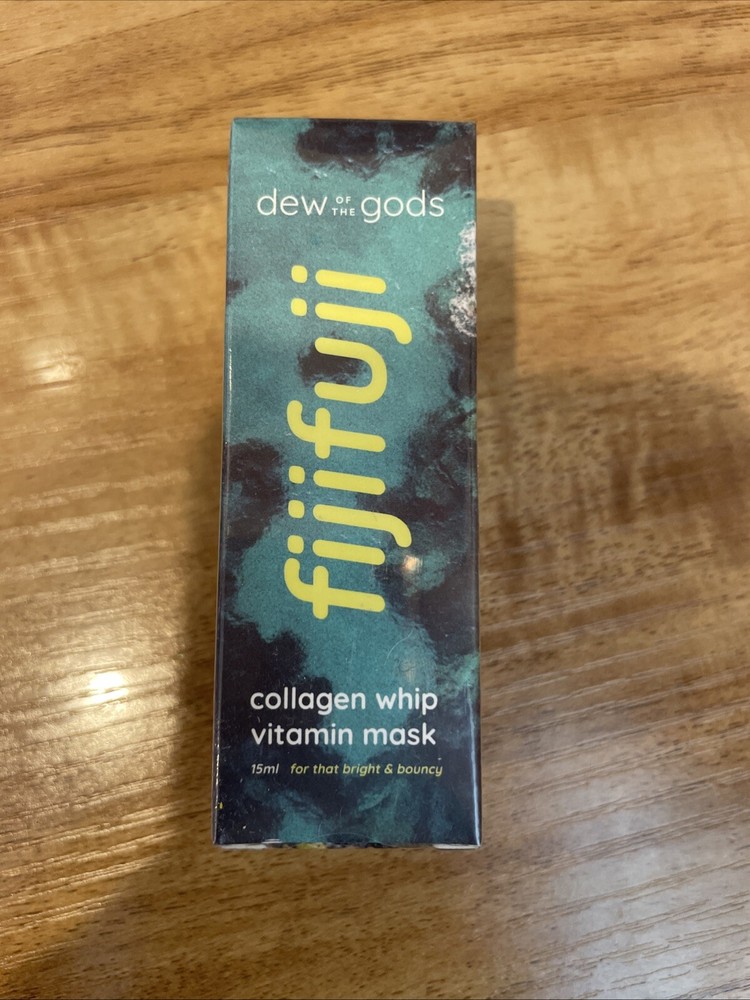 dew OF THE gods
fijifuji
collagen whip
vitamin mask
15ml for that bright & bouncy